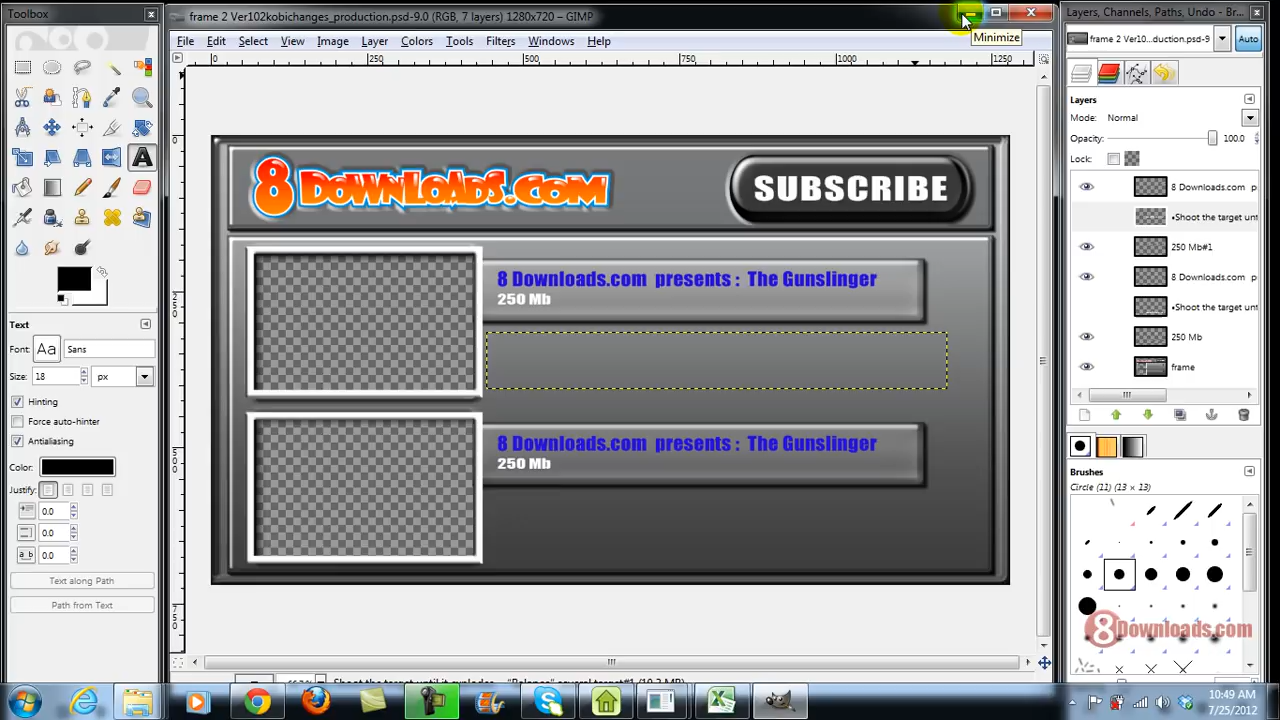 Toolbox
frame 2 Ver102kobichanges_production.psd-9.0 (RGB, 7 layers) 1280x720 – GIMP
Layers, Channels, Paths, Undo - Br...
Minimize
File Edit Select View Image Layer Colors Tools Filters Windows Help
frame 2 Ver10...duction.psd-9
Auto
0 250 500 750 1000 1250
Layers
Mode: Normal
Opacity: 100.0
Lock:
8 Downloads.com
SUBSCRIBE
8 Downloads.com p
•Shoot the target unt
250 Mb#1
8 Downloads.com p
•Shoot the target unt
250 Mb
frame
8 Downloads.com presents : The Gunslinger
250 Mb
8 Downloads.com presents : The Gunslinger
250 Mb
Text
Font: Aa Sans
Size: 18 px
Hinting
Force auto-hinter
Antialiasing
Color:
Justify:
0.0
0.0
a b 0.0
Text along Path
Path from Text
Brushes
Circle (11) (13 × 13)
8Downloads.com
10:49 AM
7/25/2012